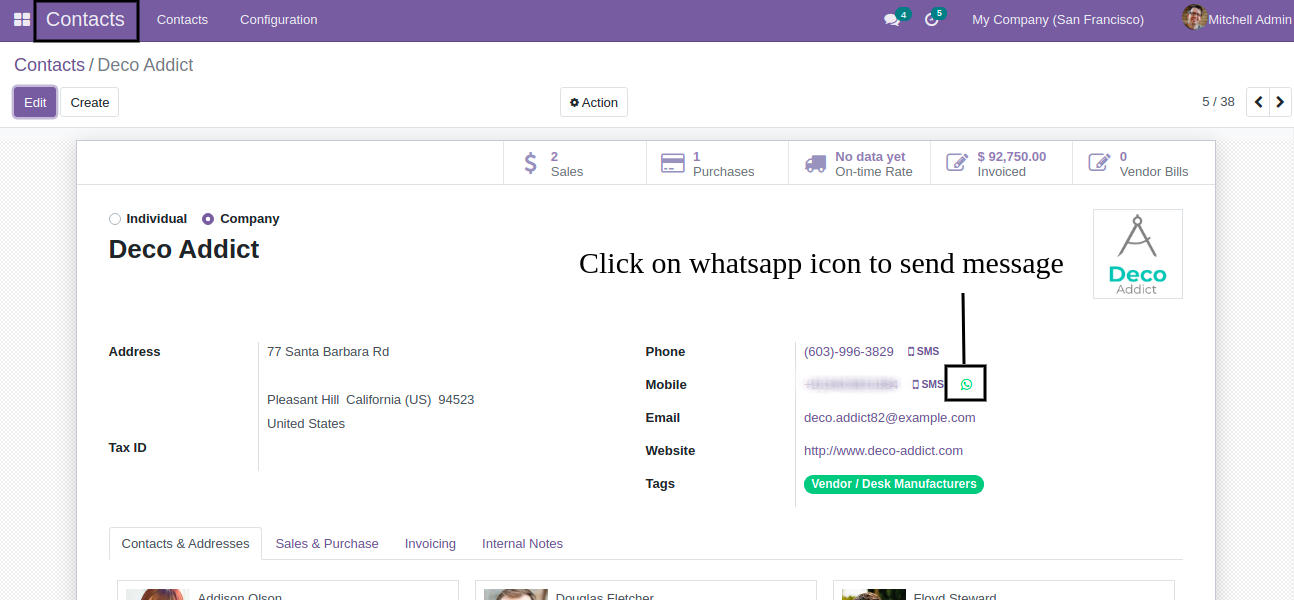 Contacts Contacts Configuration 4 5 My Company (San Francisco) Mitchell Admin
Contacts / Deco Addict
Edit Create Action 5 / 38
2 Sales
1 Purchases
No data yet On-time Rate
$ 92,750.00 Invoiced
0 Vendor Bills
Individual Company
Deco Addict
Click on whatsapp icon to send message
Deco
Addict
Address 77 Santa Barbara Rd
Pleasant Hill California (US) 94523
United States
Tax ID
Phone (603)-996-3829 SMS
Mobile SMS
Email deco.addict82@example.com
Website http://www.deco-addict.com
Tags Vendor / Desk Manufacturers
Contacts & Addresses Sales & Purchase Invoicing Internal Notes
Addison Olson Douglas Fletcher Floyd Steward